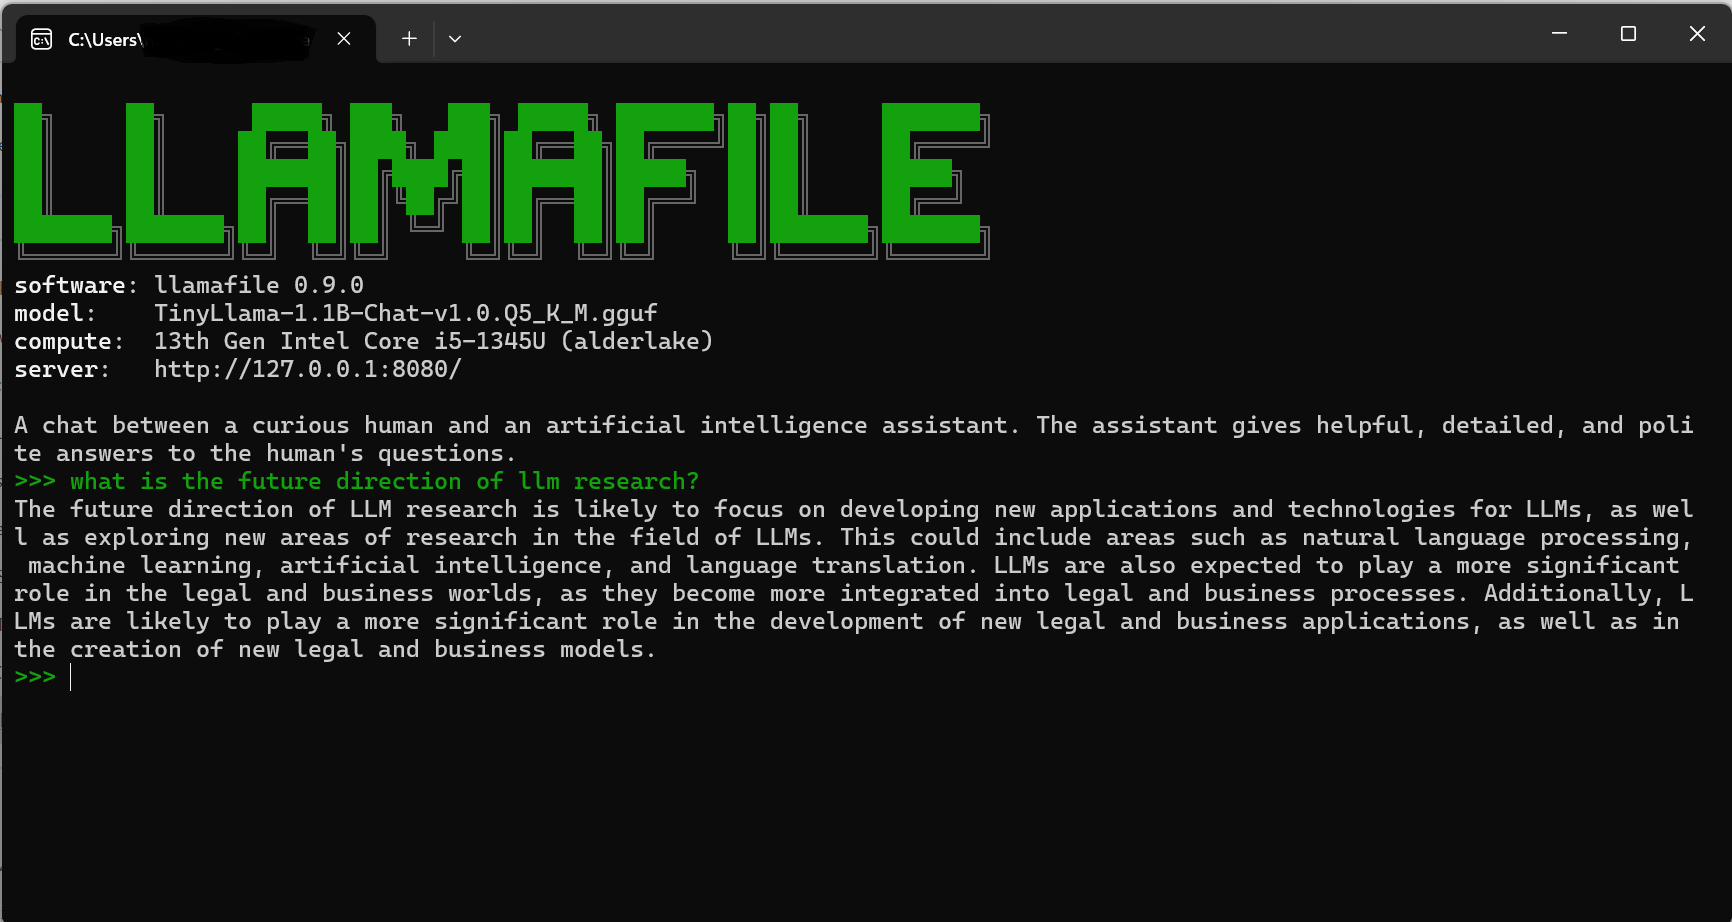 C:\Users\
LLAMAFILE
software: llamafile 0.9.0
model: TinyLlama-1.1B-Chat-v1.0.Q5_K_M.gguf
compute: 13th Gen Intel Core i5-1345U (alderlake)
server: http://127.0.0.1:8080/
A chat between a curious human and an artificial intelligence assistant. The assistant gives helpful, detailed, and poli
te answers to the human's questions.
>>> what is the future direction of llm research?
The future direction of LLM research is likely to focus on developing new applications and technologies for LLMs, as wel
l as exploring new areas of research in the field of LLMs. This could include areas such as natural language processing,
machine learning, artificial intelligence, and language translation. LLMs are also expected to play a more significant
role in the legal and business worlds, as they become more integrated into legal and business processes. Additionally, L
LMs are likely to play a more significant role in the development of new legal and business applications, as well as in
the creation of new legal and business models.
>>>